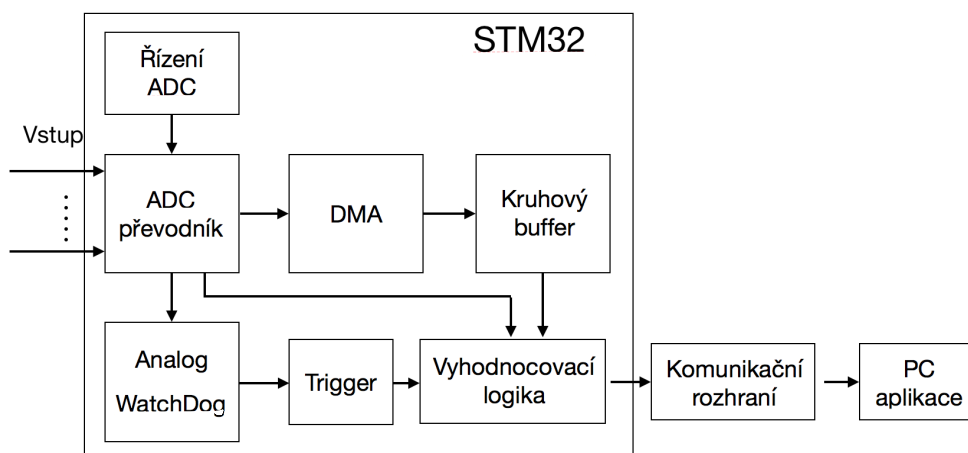 STM32
Řízení
ADC
Vstup
ADC
převodník
DMA
Kruhový
buffer
Analog
WatchDog
Trigger
Vyhodnocovací
logika
Komunikační
rozhraní
PC
aplikace